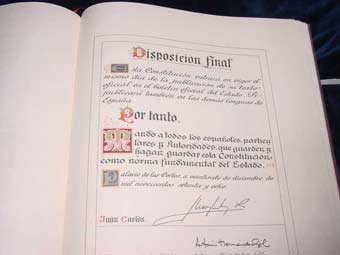 Disposición final
Esta Constitución entrará en vigor el
mismo día de la publicación de su texto
oficial en el boletín oficial del Estado. Se
publicará también en las demás lenguas de
España.
Por tanto,
Mando a todos los españoles, particu
lares y Autoridades, que guarden y
hagan guardar esta Constitución
como norma fundamental del Estado.
Palacio de las Cortes, a veintisiete de diciembre de
mil novecientos setenta y ocho.
Juan Carlos